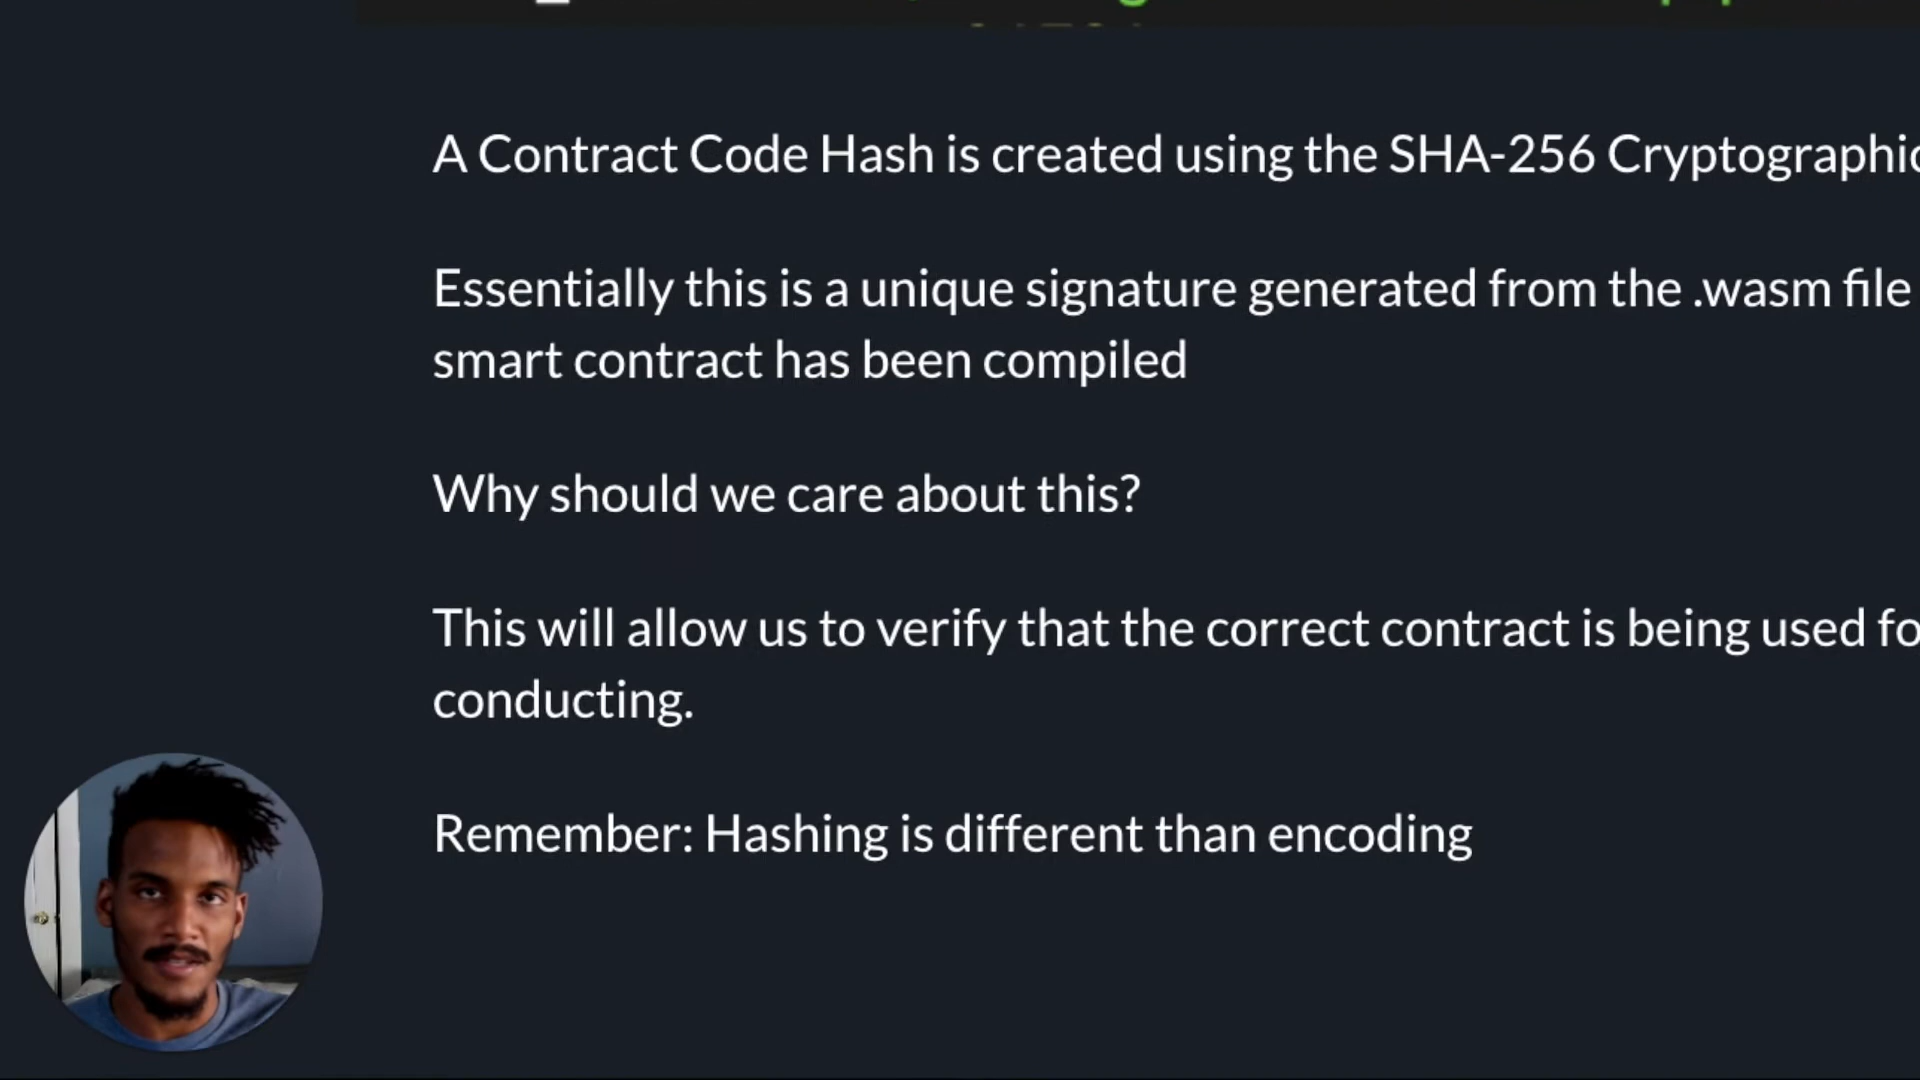 A Contract Code Hash is created using the SHA-256 Cryptographic
Essentially this is a unique signature generated from the .wasm file
smart contract has been compiled
Why should we care about this?
This will allow us to verify that the correct contract is being used
conducting.
Remember: Hashing is different than encoding